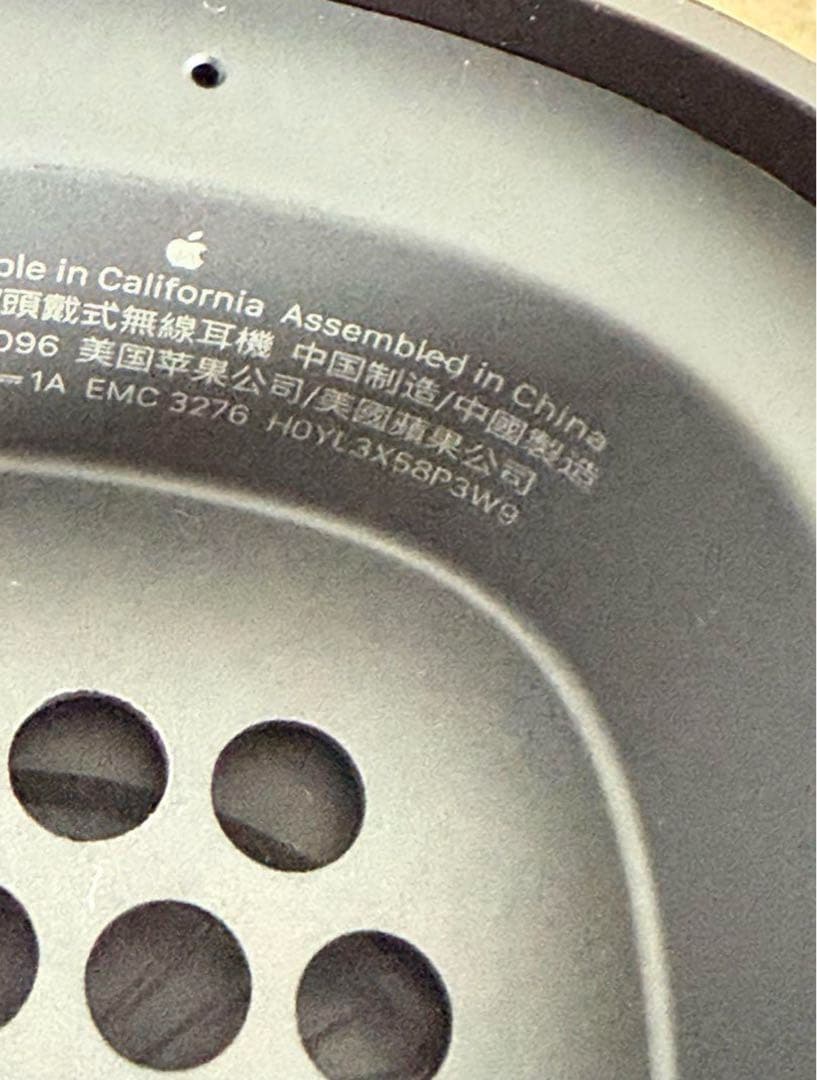 ple in California Assembled in China
頭戴式無線耳機 中国制造/中國製造
096 美国苹果公司/美國蘋果公司
⎓1A EMC 3276 H0YL3X68P3W9